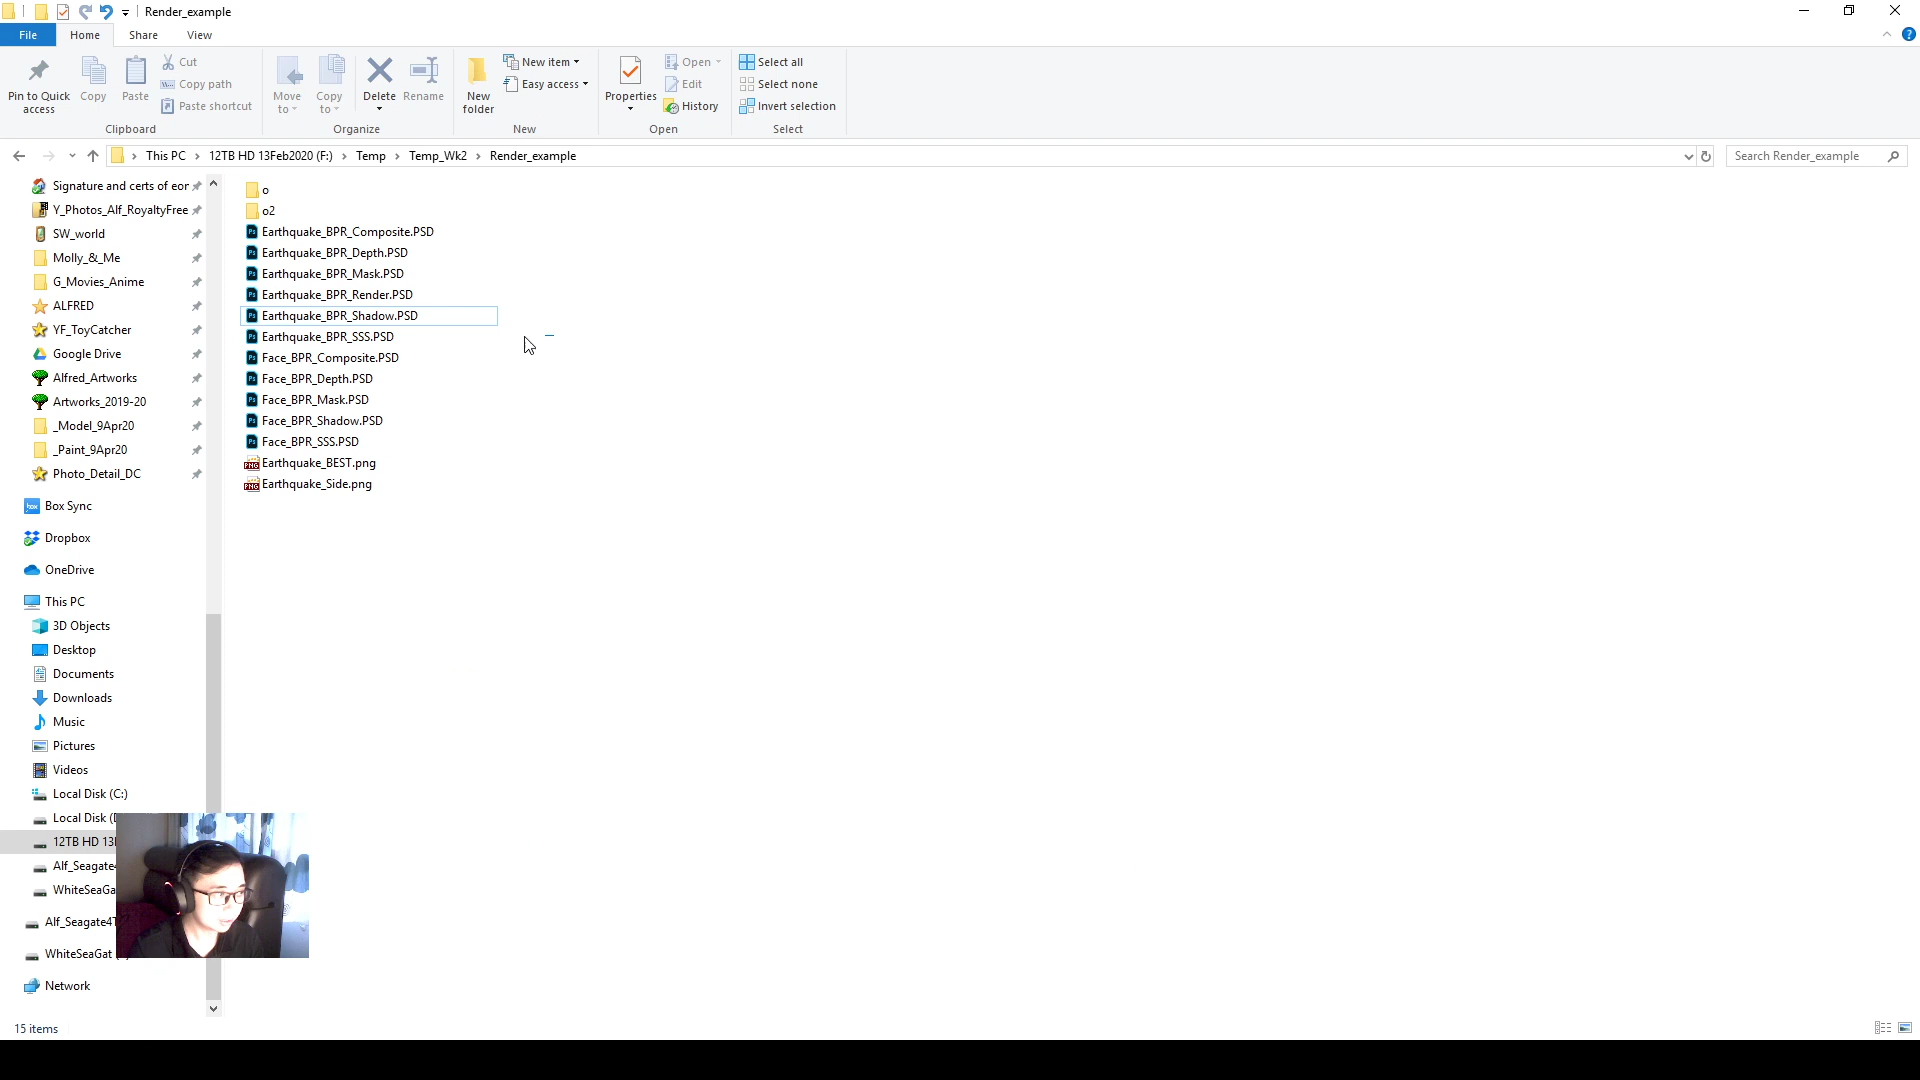 Render_example
File Home Share View
Pin to Quick access
Copy
Paste
Cut
Copy path
Paste shortcut
Clipboard
Move to
Copy to
Delete
Rename
Organize
New folder
New item
Easy access
New
Properties
Open
Edit
History
Open
Select all
Select none
Invert selection
Select
This PC > 12TB HD 13Feb2020 (F:) > Temp > Temp_Wk2 > Render_example
Search Render_example
Signature and certs of
Y_Photos_Alf_RoyaltyFree
SW_world
Molly_&_Me
G_Movies_Anime
ALFRED
YF_ToyCatcher
Google Drive
Alfred_Artworks
Artworks_2019-20
_Model_9Apr20
_Paint_9Apr20
Photo_Detail_DC
Box Sync
Dropbox
OneDrive
This PC
3D Objects
Desktop
Documents
Downloads
Music
Pictures
Videos
Local Disk (C:)
Local Disk
12TB HD
Alf_Seagate
WhiteSeaGa
Alf_Seagate4
WhiteSeaGat
Network
o
o2
Earthquake_BPR_Composite.PSD
Earthquake_BPR_Depth.PSD
Earthquake_BPR_Mask.PSD
Earthquake_BPR_Render.PSD
Earthquake_BPR_Shadow.PSD
Earthquake_BPR_SSS.PSD
Face_BPR_Composite.PSD
Face_BPR_Depth.PSD
Face_BPR_Mask.PSD
Face_BPR_Shadow.PSD
Face_BPR_SSS.PSD
Earthquake_BEST.png
Earthquake_Side.png
15 items